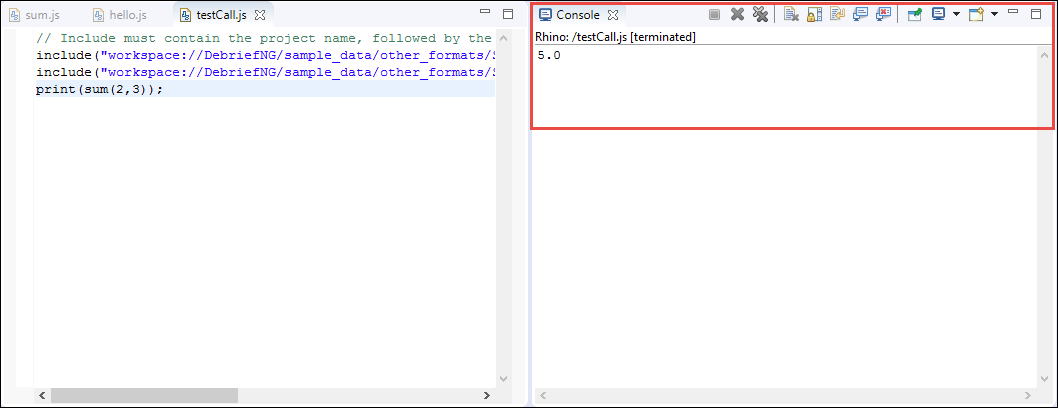 sum.js
hello.js
testCall.js
// Include must contain the project name, followed by the
include("workspace://DebriefNG/sample_data/other_formats/
include("workspace://DebriefNG/sample_data/other_formats/
print(sum(2,3));
Console
Rhino: /testCall.js [terminated]
5.0